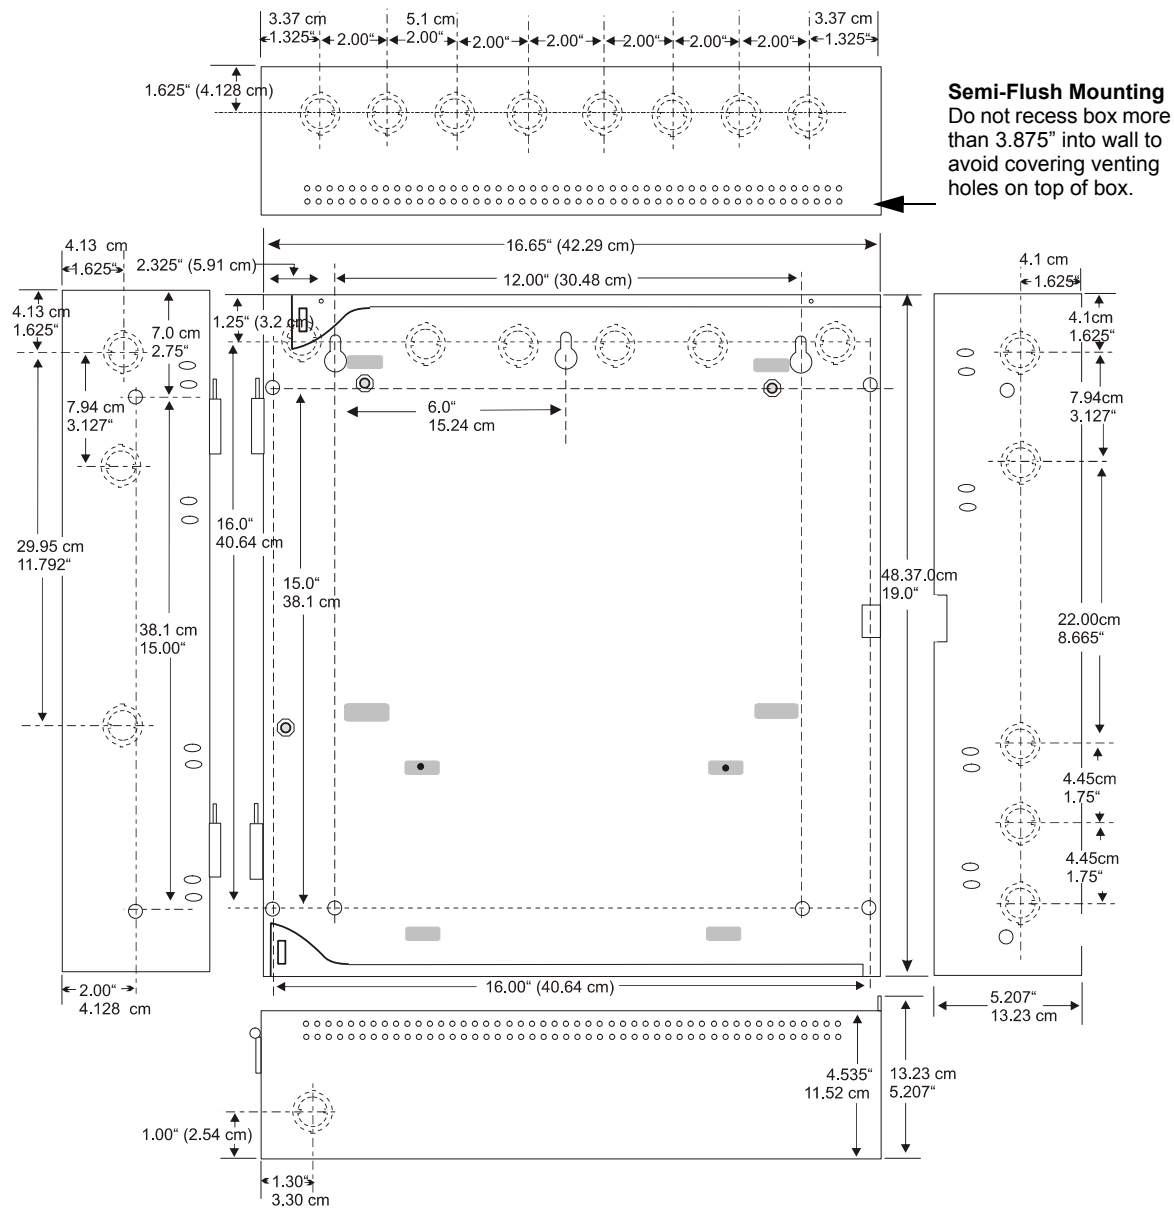 3.37 cm
1.325“
2.00“
5.1 cm
2.00“
2.00“
2.00“
2.00“
2.00“
2.00“
3.37 cm
1.325“
1.625“ (4.128 cm)
Semi-Flush Mounting
Do not recess box more
than 3.875” into wall to
avoid covering venting
holes on top of box.
16.65“ (42.29 cm)
4.13 cm
1.625“
2.325“ (5.91 cm)
12.00“ (30.48 cm)
4.1 cm
1.625“
4.13 cm
1.625“
7.0 cm
2.75“
1.25“ (3.2 cm)
4.1cm
1.625“
7.94 cm
3.127“
6.0“
15.24 cm
7.94cm
3.127“
29.95 cm
11.792“
16.0“
40.64 cm
15.0“
38.1 cm
48.37.0cm
19.0“
38.1 cm
15.00“
22.00cm
8.665“
4.45cm
1.75“
4.45cm
1.75“
2.00“
4.128 cm
16.00“ (40.64 cm)
5.207“
13.23 cm
4.535“
11.52 cm
13.23 cm
5.207“
1.00“ (2.54 cm)
1.30“
3.30 cm